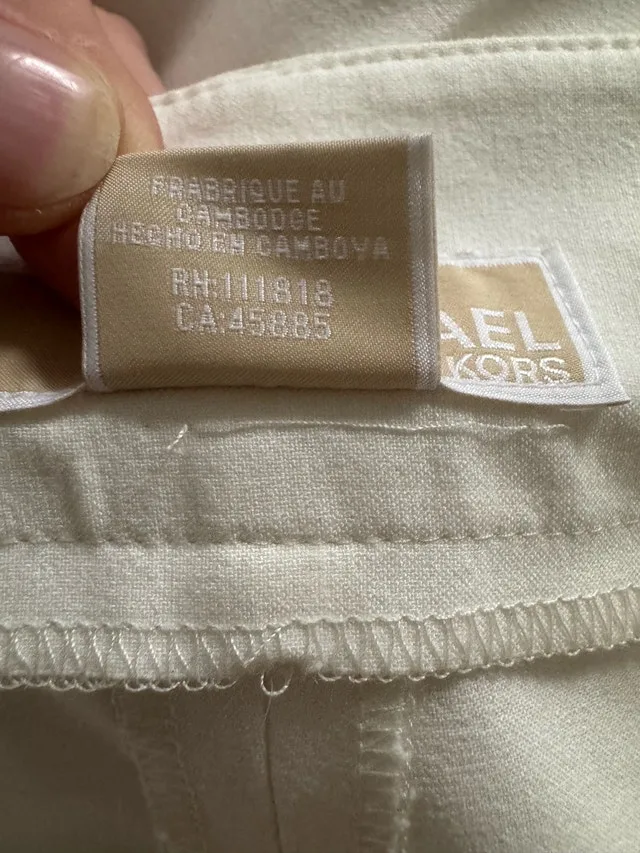 FRABRIQUE AU
CAMBODGE
HECHO EN CAMBOYA
RN:111818
CA:45885
AEL
KORS